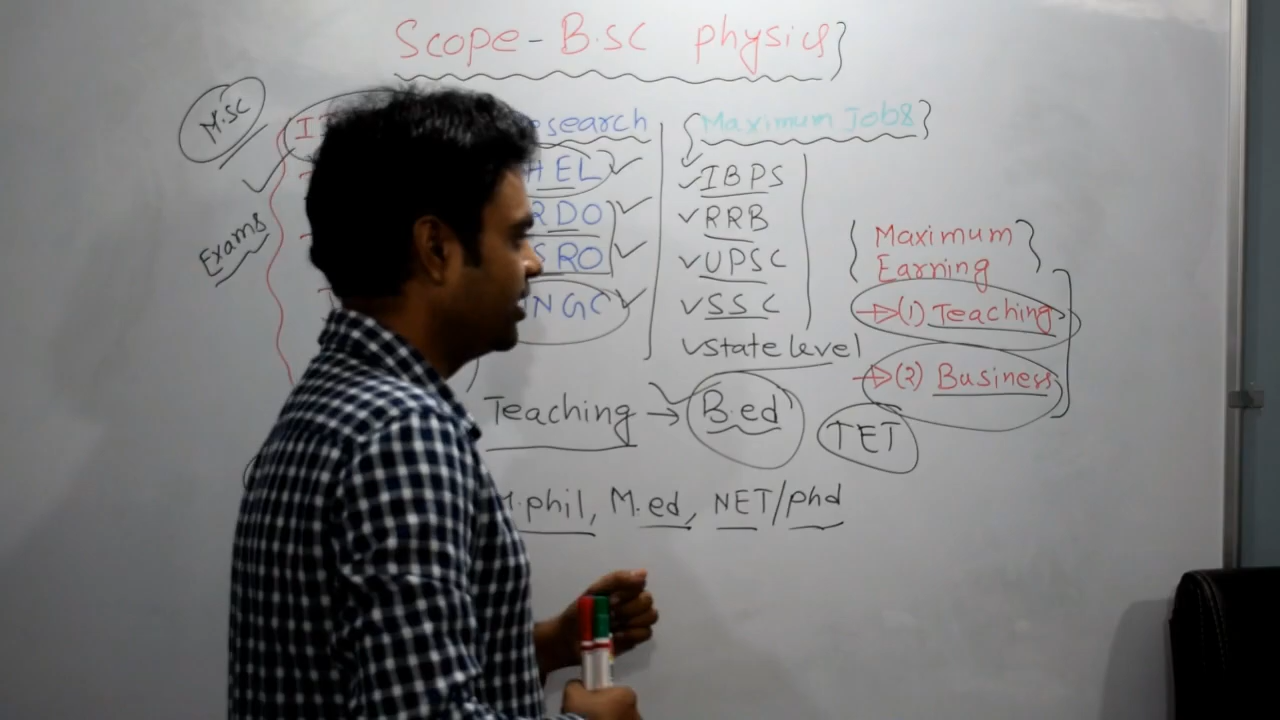 Scope - B.sc physics
M.sc
Exams
esearch
HEL
RDO
SRO
NGC
Maximum Jobs
IBPS
RRB
UPSC
SSC
State level
Maximum
Earning
(1) Teaching
(2) Business
Teaching → B.ed
TET
M.phil, M.ed, NET/phd